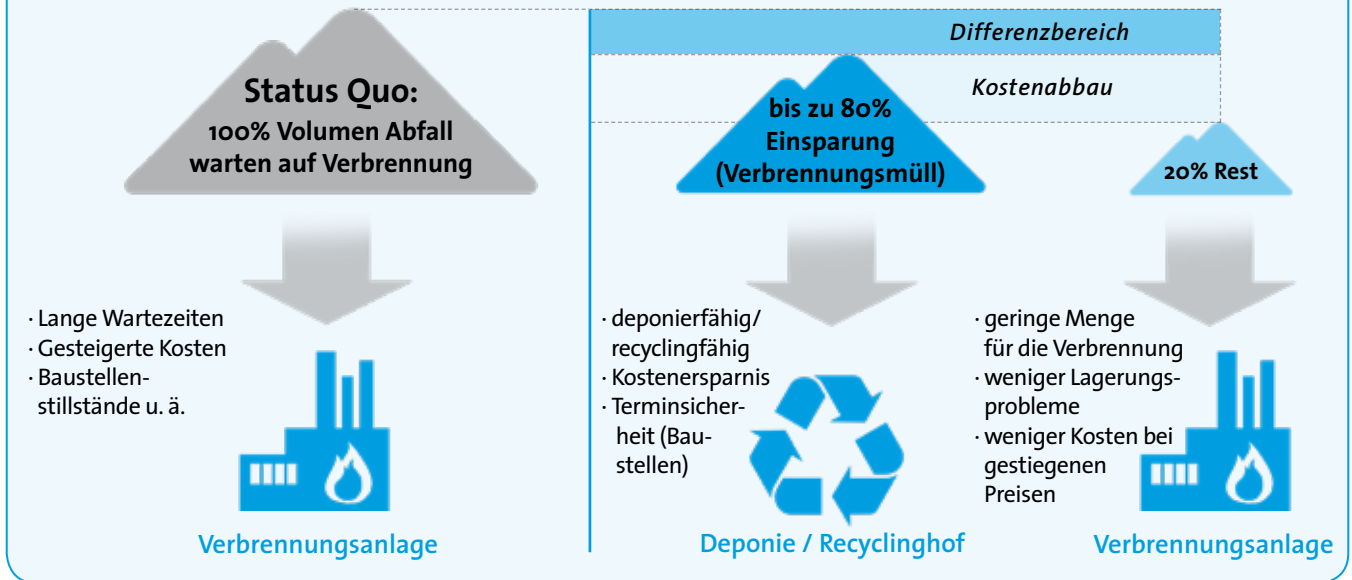 Status Quo:
100% Volumen Abfall
warten auf Verbrennung
· Lange Wartezeiten
· Gesteigerte Kosten
· Baustellen-
stillstände u. ä.
Verbrennungsanlage
Differenzbereich
Kostenabbau
bis zu 80%
Einsparung
(Verbrennungsmüll)
· deponierfähig/
recyclingfähig
· Kostenersparnis
· Terminsicher-
heit (Bau-
stellen)
Deponie / Recyclinghof
20% Rest
· geringe Menge
für die Verbrennung
· weniger Lagerungs-
probleme
· weniger Kosten bei
gestiegenen
Preisen
Verbrennungsanlage